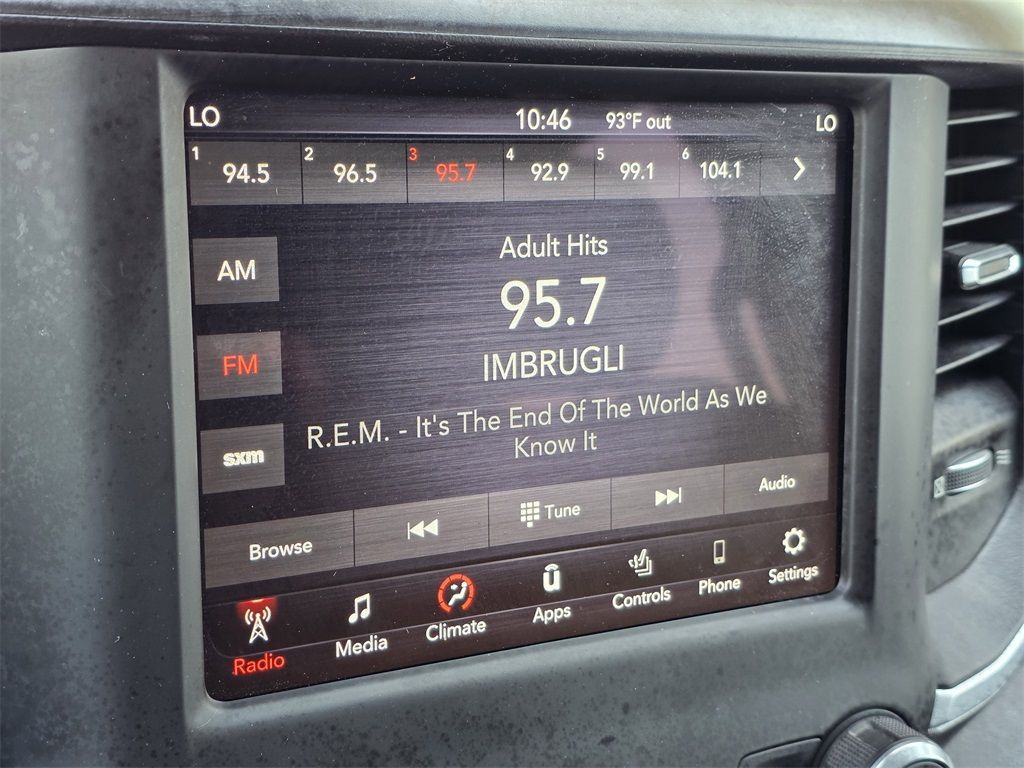 LO 10:46 93°F out LO
1 94.5 2 96.5 3 95.7 4 92.9 5 99.1 6 104.1
Adult Hits
AM
95.7
FM
IMBRUGLI
R.E.M. - It's The End Of The World As We
Know It
sxm
Browse Tune Audio
Radio Media Climate Apps Controls Phone Settings